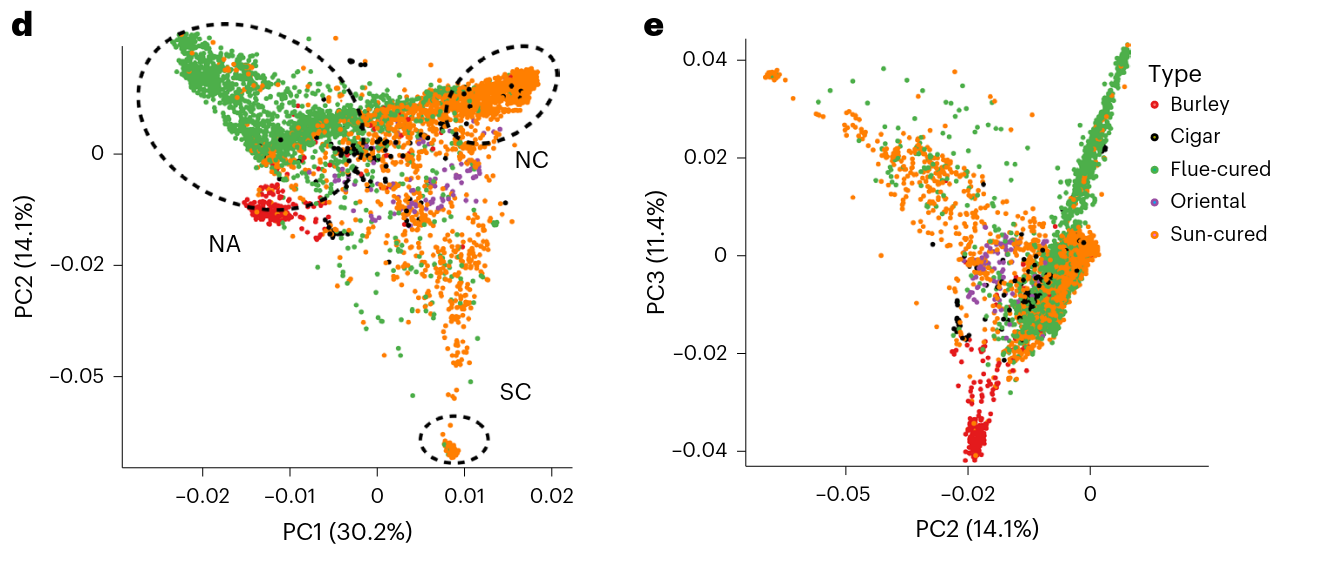 d
PC2 (14.1%)
0
−0.02
−0.05
NA
NC
SC
−0.02
−0.01
0
0.01
0.02
PC1 (30.2%)
e
PC3 (11.4%)
0.04
0.02
0
−0.02
−0.04
−0.05
−0.02
0
PC2 (14.1%)
Type
Burley
Cigar
Flue-cured
Oriental
Sun-cured